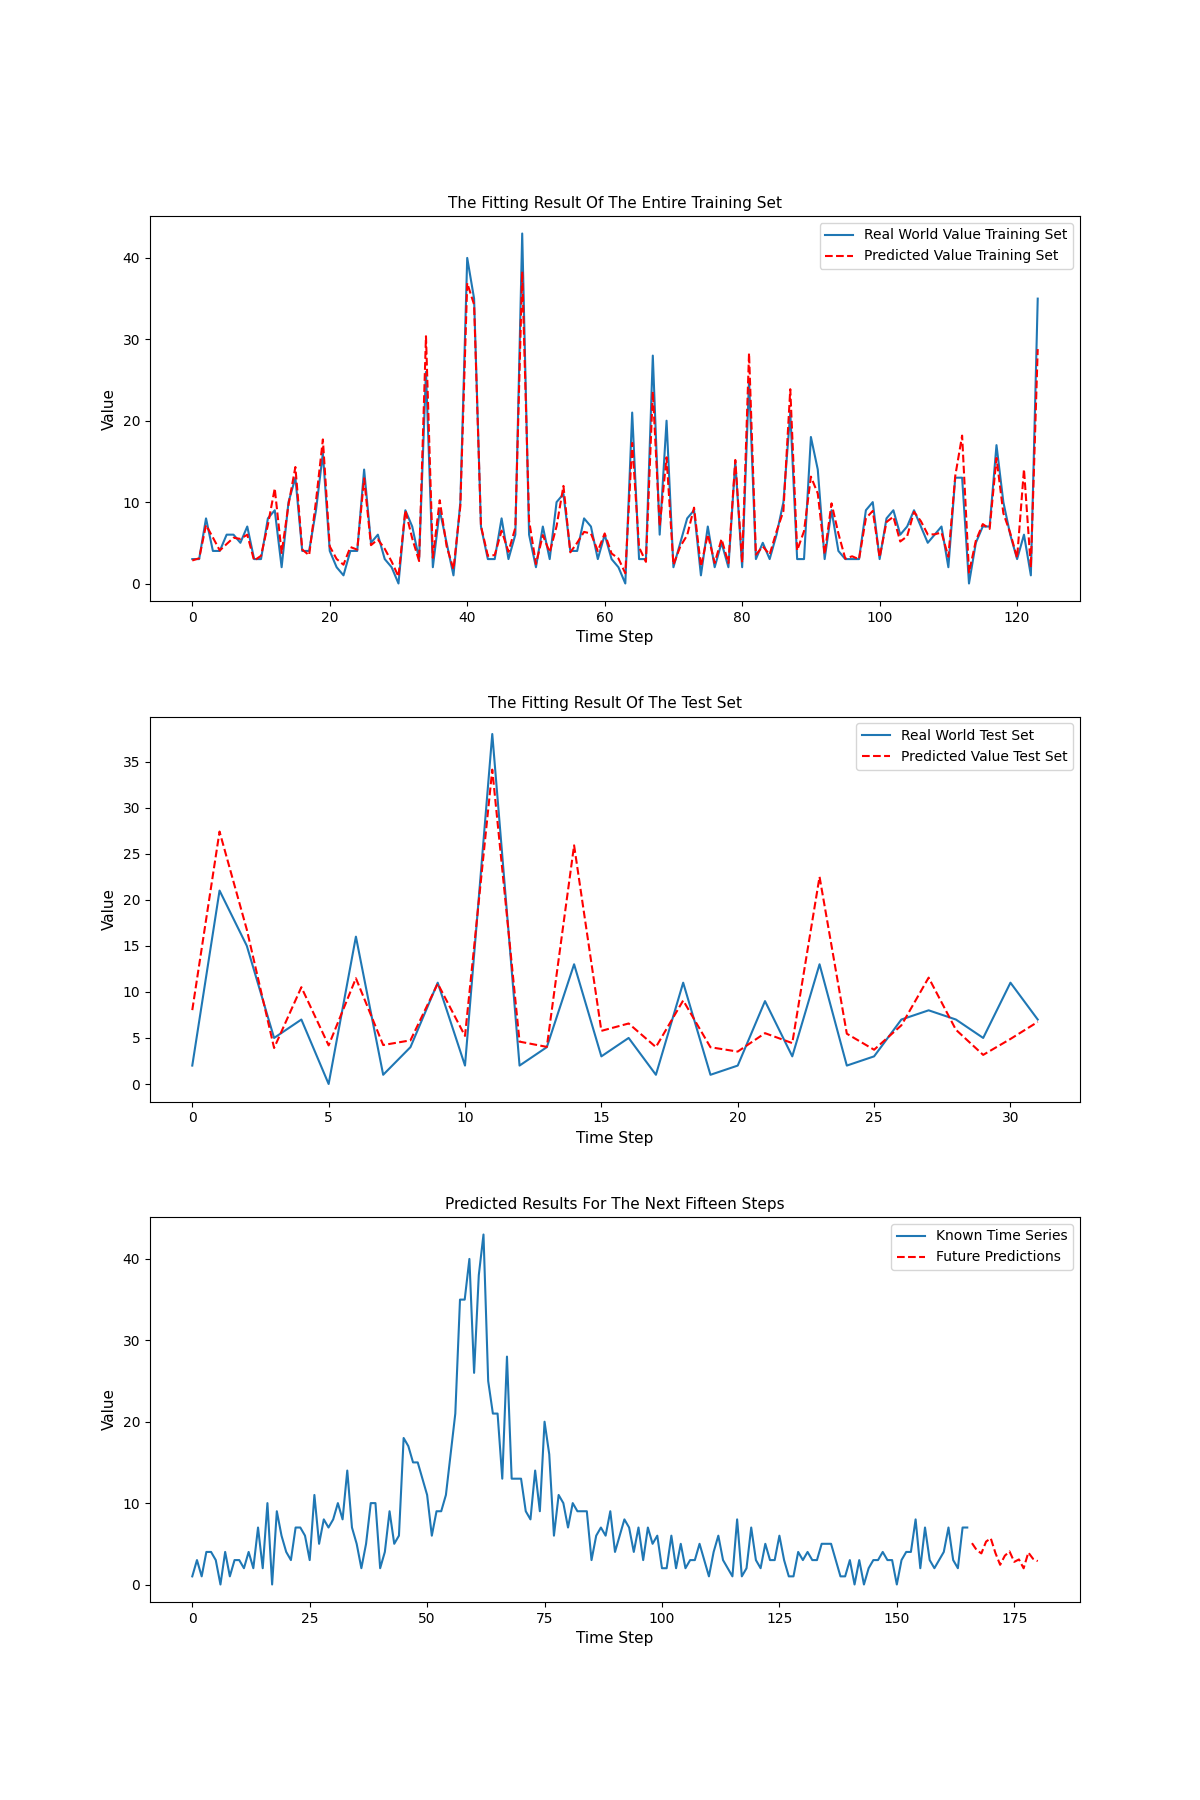 The Fitting Result Of The Entire Training Set
Real World Value Training Set
Predicted Value Training Set
40
30
20
10
0
Value
0 20 40 60 80 100 120
Time Step
The Fitting Result Of The Test Set
Real World Test Set
Predicted Value Test Set
35
30
25
20
15
10
5
0
Value
0 5 10 15 20 25 30
Time Step
Predicted Results For The Next Fifteen Steps
Known Time Series
Future Predictions
40
30
20
10
0
Value
0 25 50 75 100 125 150 175
Time Step